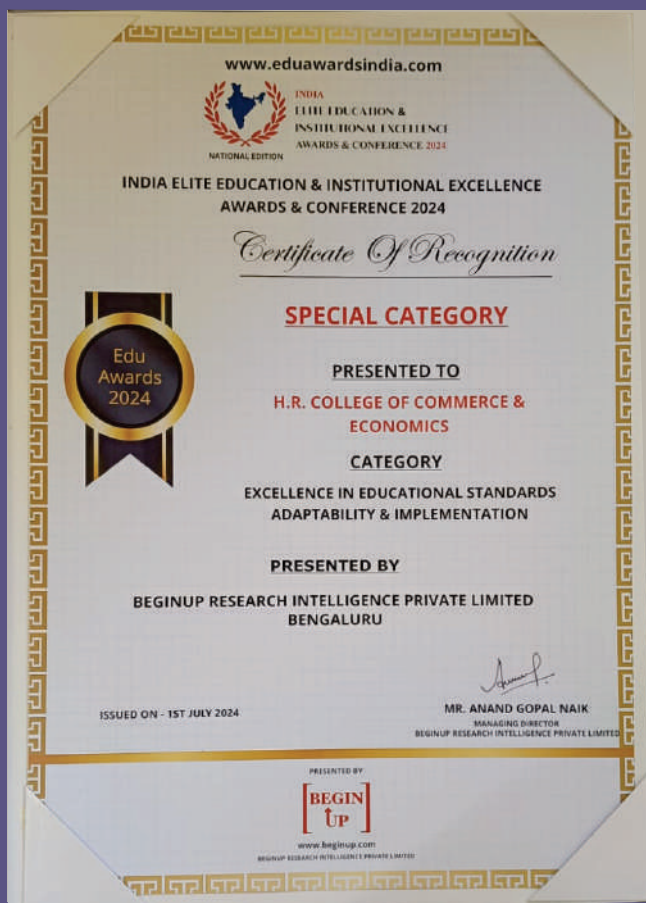 www.eduawardsindia.com
INDIA
ELITE EDUCATION &
INSTITUTIONAL EXCELLENCE
AWARDS & CONFERENCE 2024
NATIONAL EDITION
INDIA ELITE EDUCATION & INSTITUTIONAL EXCELLENCE
AWARDS & CONFERENCE 2024
Certificate Of Recognition
SPECIAL CATEGORY
Edu
Awards
2024
PRESENTED TO
H.R. COLLEGE OF COMMERCE &
ECONOMICS
CATEGORY
EXCELLENCE IN EDUCATIONAL STANDARDS
ADAPTABILITY & IMPLEMENTATION
PRESENTED BY
BEGINUP RESEARCH INTELLIGENCE PRIVATE LIMITED
BENGALURU
ISSUED ON - 1ST JULY 2024
MR. ANAND GOPAL NAIK
MANAGING DIRECTOR
BEGINUP RESEARCH INTELLIGENCE PRIVATE LIMITED
PRESENTED BY
BEGIN
UP
www.beginup.com
BEGINUP RESEARCH INTELLIGENCE PRIVATE LIMITED